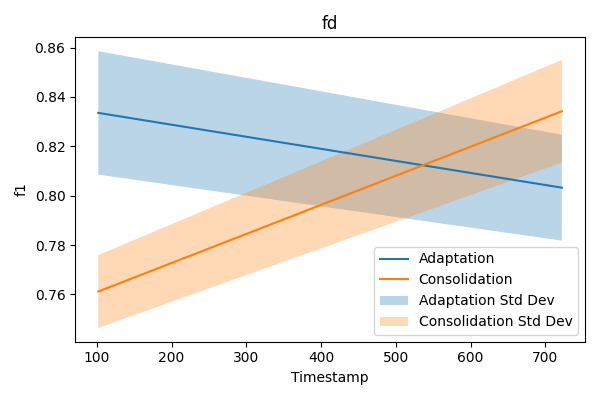 fd
0.86
0.84
0.82
0.80
0.78
0.76
f1
100 200 300 400 500 600 700
Timestamp
Adaptation
Consolidation
Adaptation Std Dev
Consolidation Std Dev